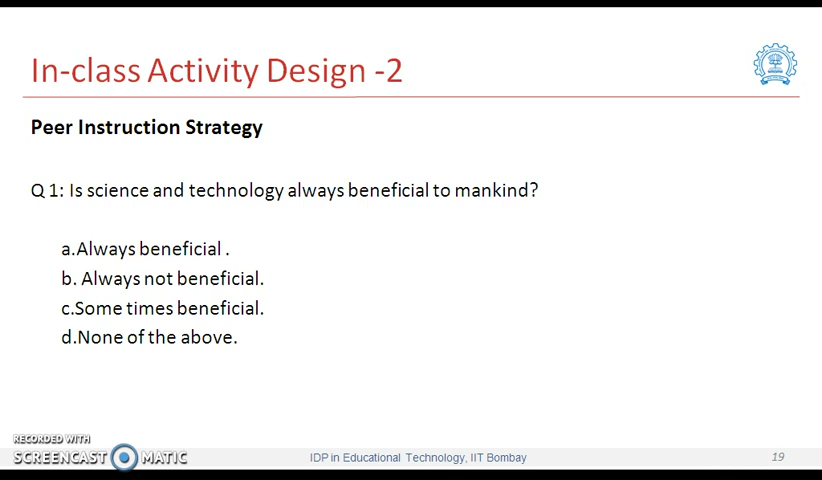 In-class Activity Design -2
Peer Instruction Strategy
Q 1: Is science and technology always beneficial to mankind?
a.Always beneficial .
b. Always not beneficial.
c.Some times beneficial.
d.None of the above.
RECORDED WITH
SCREENCAST MATIC
IDP in Educational Technology, IIT Bombay
19